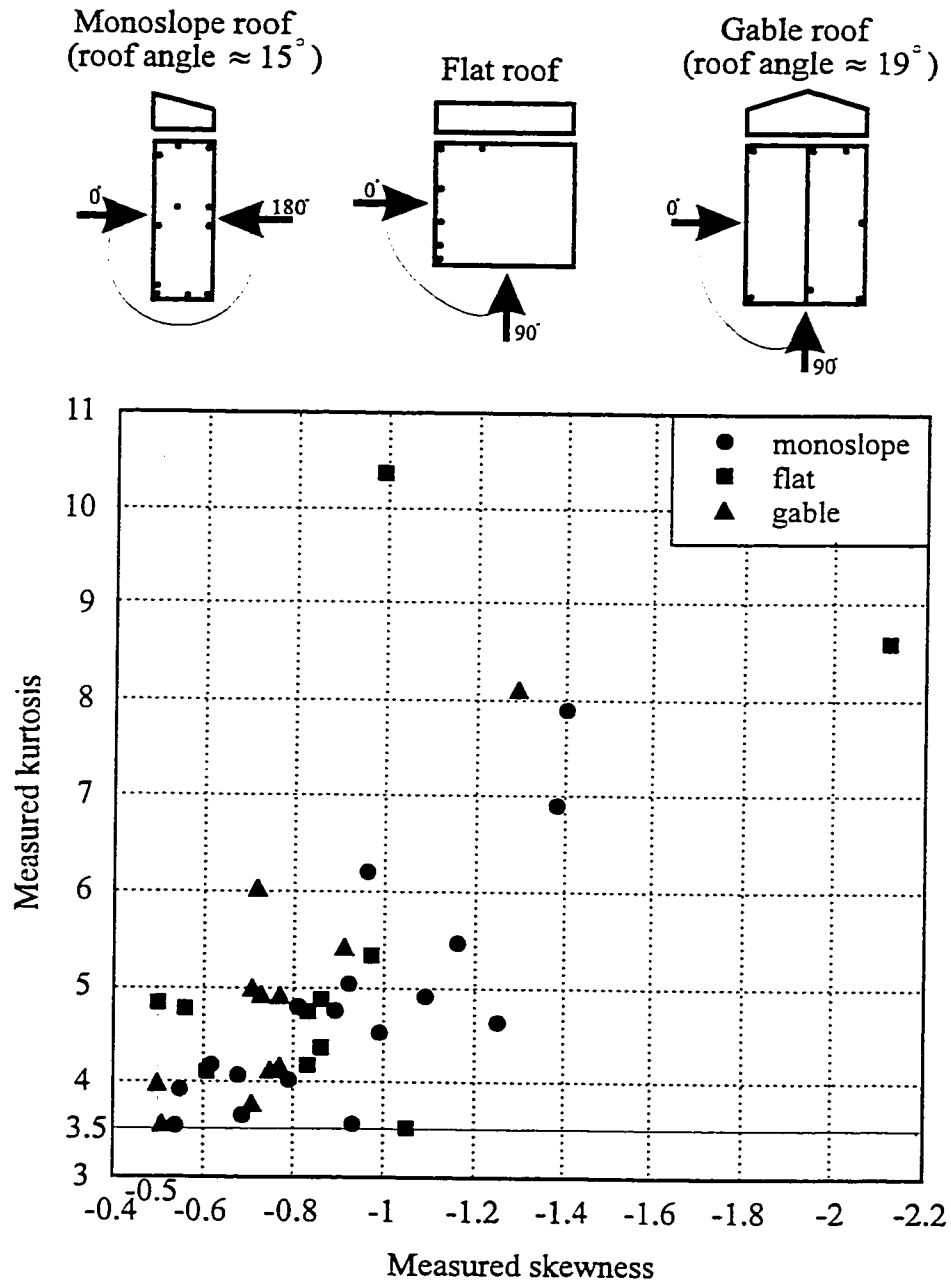 Monoslope roof
(roof angle ≈ 15°)
Flat roof
Gable roof
(roof angle ≈ 19°)
0°
180°
0°
90°
0°
90°
11
10
9
8
7
6
5
4
3.5
3
Measured kurtosis
monoslope
flat
gable
-0.4
-0.5
-0.6
-0.8
-1
-1.2
-1.4
-1.6
-1.8
-2
-2.2
Measured skewness